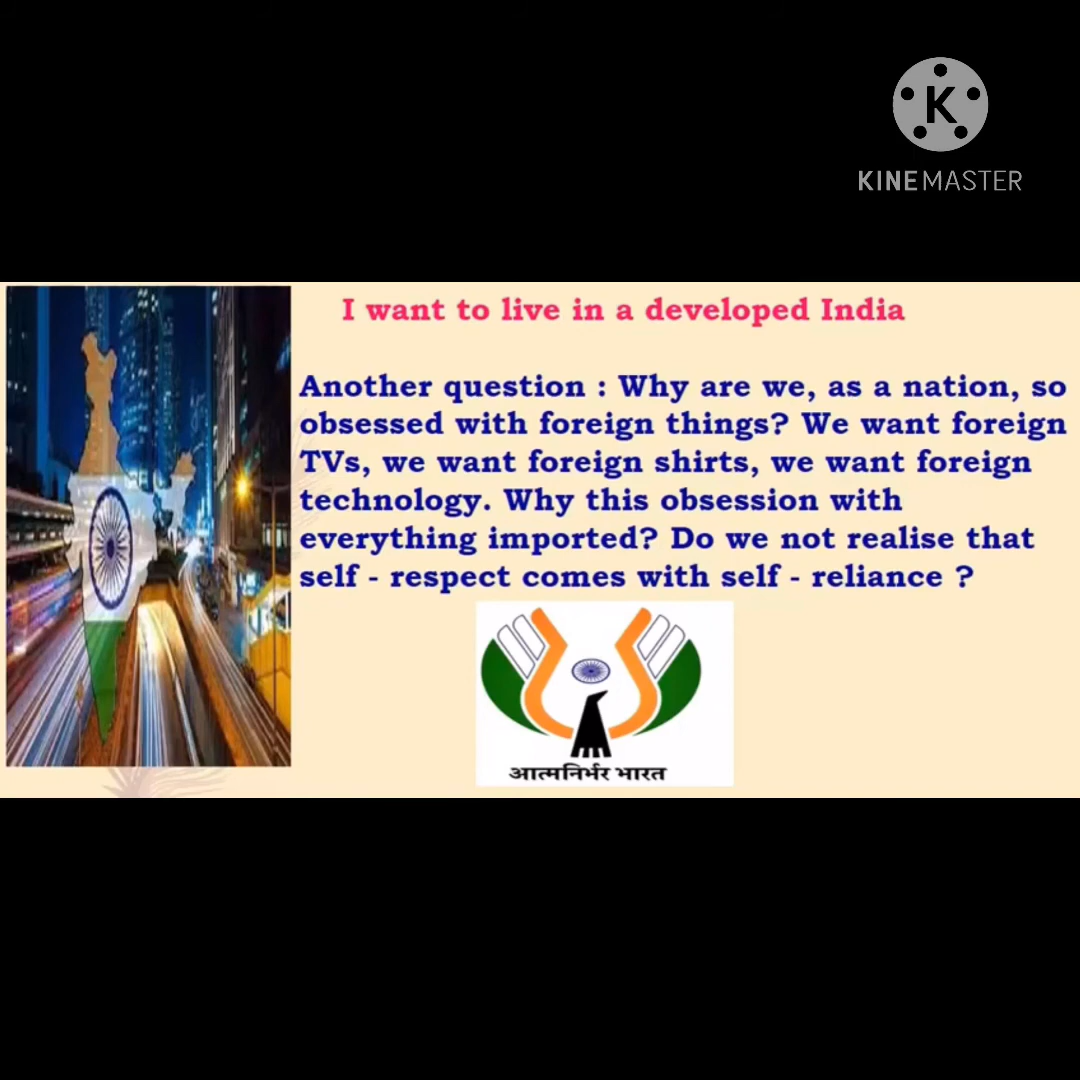 K
KINEMASTER
I want to live in a developed India
Another question : Why are we, as a nation, so
obsessed with foreign things? We want foreign
TVs, we want foreign shirts, we want foreign
technology. Why this obsession with
everything imported? Do we not realise that
self - respect comes with self - reliance ?
आत्मनिर्भर भारत